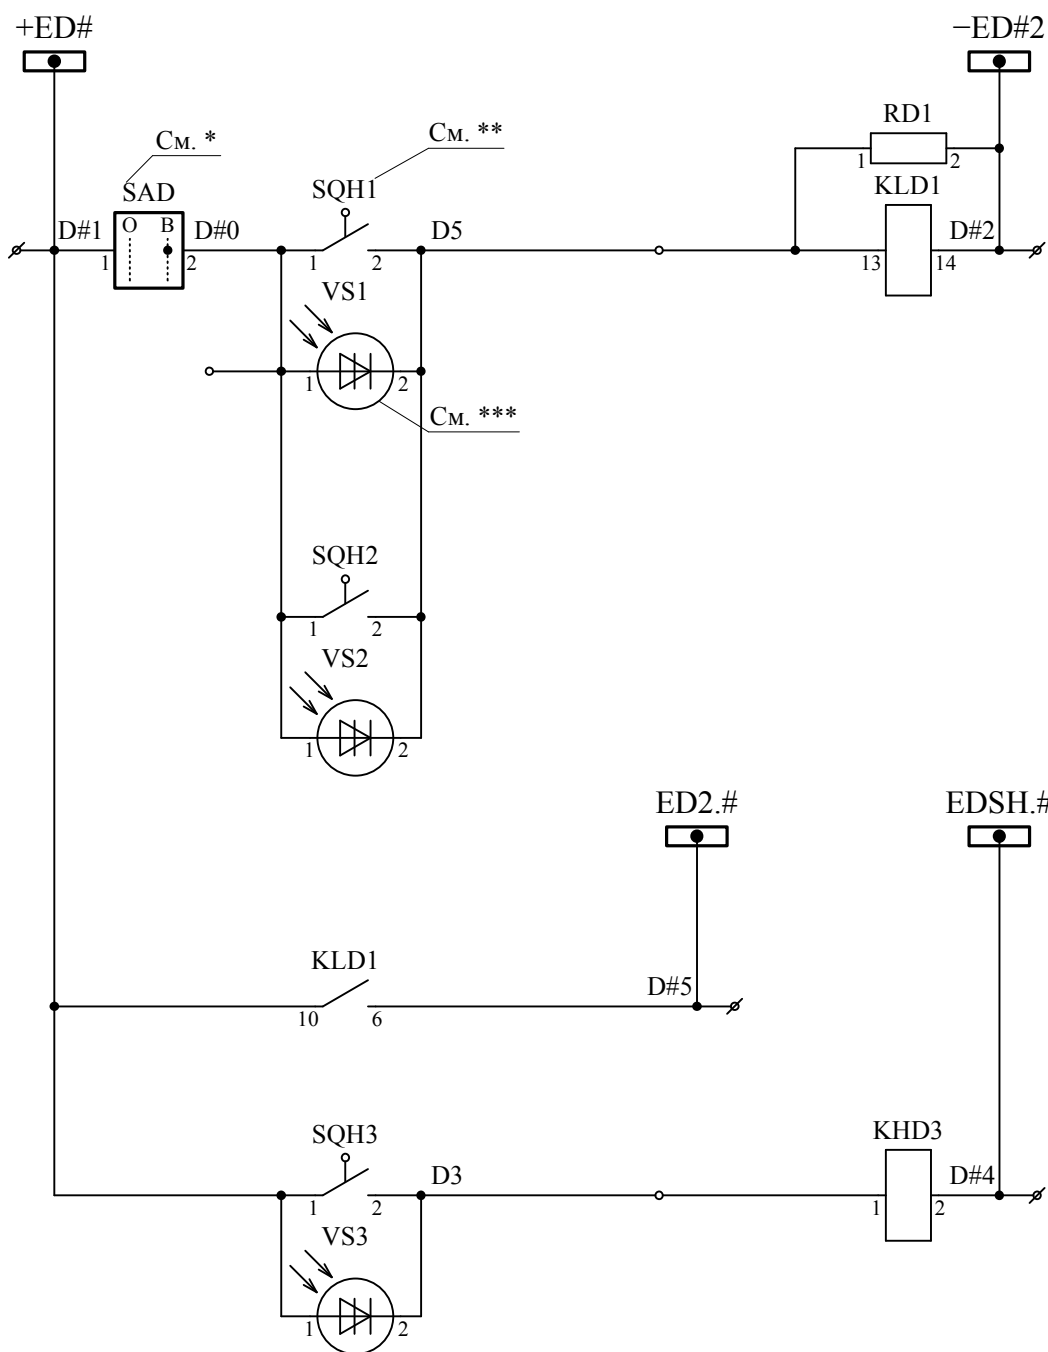 +ED#
−ED#2
RD1
1 2
См. *
См. **
SAD
SQH1
KLD1
D#1 О В D#0
D5
D#2
1 2
1 2
13 14
VS1
1 2
См. ***
SQH2
1 2
VS2
1 2
ED2.#
EDSH.#
KLD1
D#5
10 6
SQH3
KHD3
D3
D#4
1 2
1 2
VS3
1 2